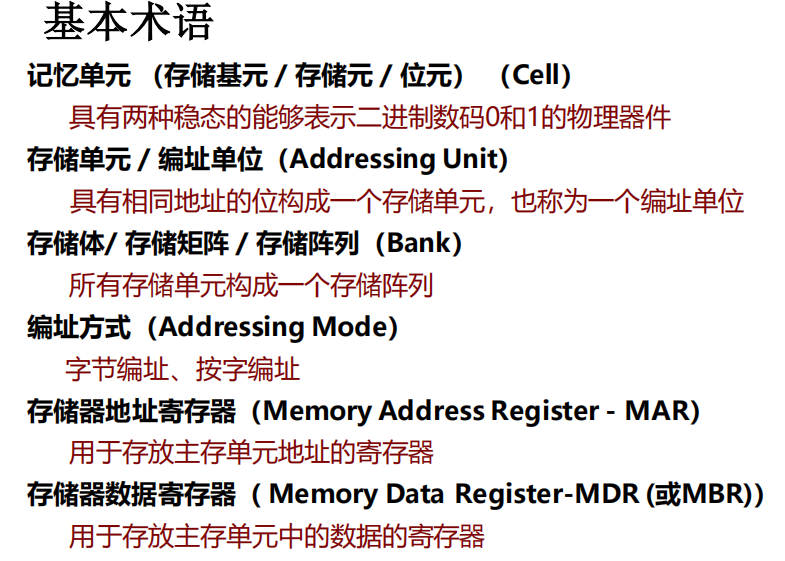 基本术语
记忆单元 （存储基元 / 存储元 / 位元） （Cell）
具有两种稳态的能够表示二进制数码0和1的物理器件
存储单元 / 编址单位（Addressing Unit）
具有相同地址的位构成一个存储单元，也称为一个编址单位
存储体/ 存储矩阵 / 存储阵列（Bank）
所有存储单元构成一个存储阵列
编址方式（Addressing Mode）
字节编址、按字编址
存储器地址寄存器（Memory Address Register - MAR）
用于存放主存单元地址的寄存器
存储器数据寄存器（ Memory Data Register-MDR (或MBR)）
用于存放主存单元中的数据的寄存器